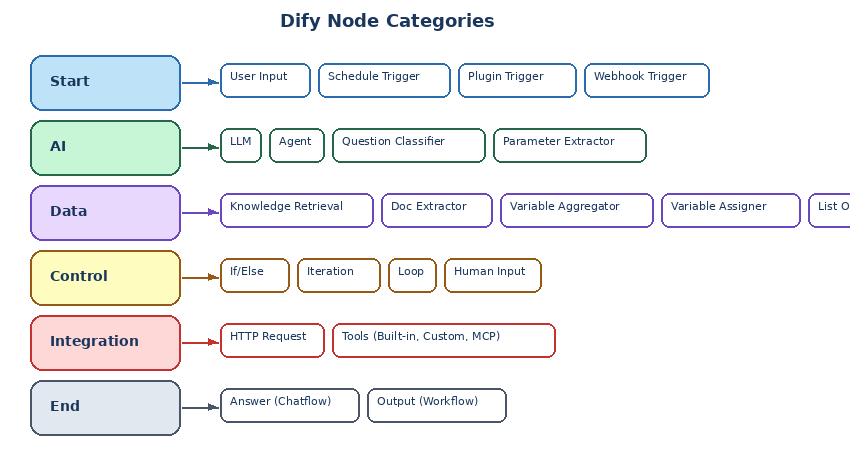 Dify Node Categories
Start
User Input
Schedule Trigger
Plugin Trigger
Webhook Trigger
AI
LLM
Agent
Question Classifier
Parameter Extractor
Data
Knowledge Retrieval
Doc Extractor
Variable Aggregator
Variable Assigner
List
Control
If/Else
Iteration
Loop
Human Input
Integration
HTTP Request
Tools (Built-in, Custom, MCP)
End
Answer (Chatflow)
Output (Workflow)